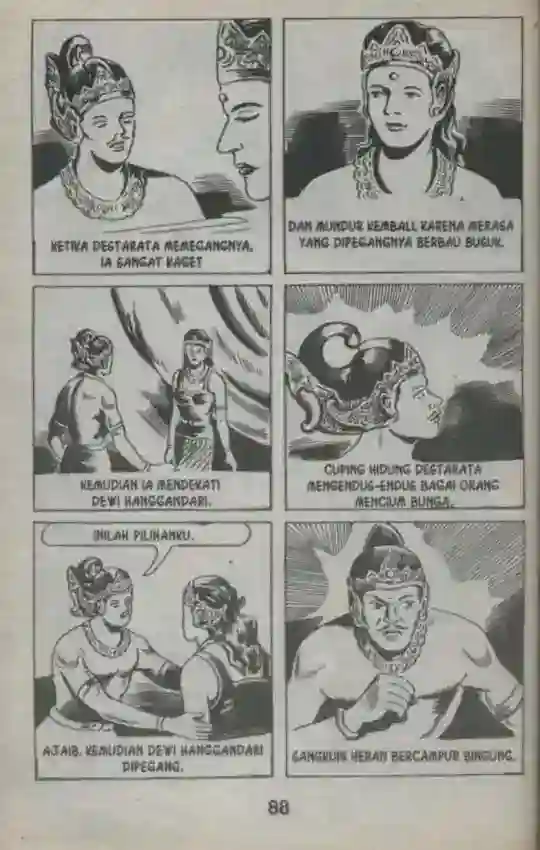 KETIKA DESTARATA MEMEGANGNYA,
IA SANGAT KAGET
DAN MUNDUR KEMBALI, KARENA MERASA
YANG DIPEGANGNYA BERBAU BUSUK.
KEMUDIAN IA MENDEKATI
DEWI HANGGANDARI.
CUPING HIDUNG DESTARATA
MENGENDUS-ENDUS BAGAI ORANG
MENCIUM BUNGA.
INILAH PILIHANKU.
AJAIB, KEMUDIAN DEWI HANGGANDARI
DIPEGANG.
SANGKUNI HERAN BERCAMPUR BINGUNG.
88